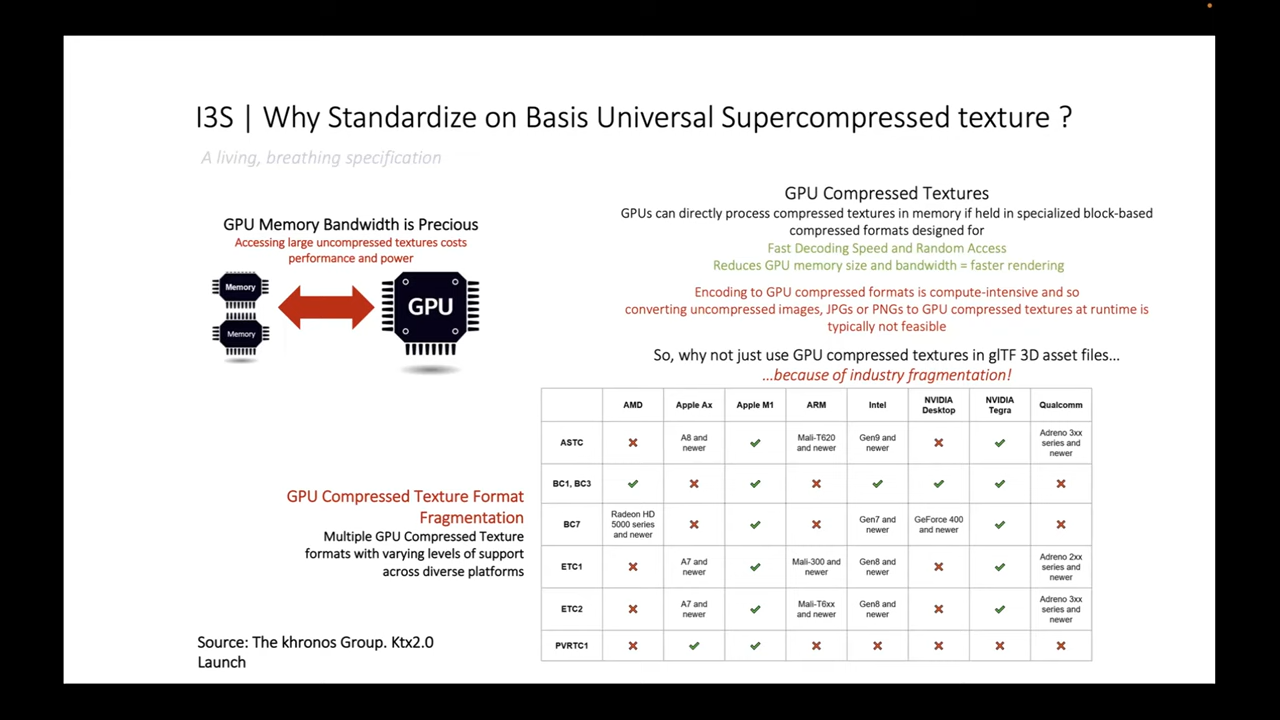 I3S | Why Standardize on Basis Universal Supercompressed texture ?
A living, breathing specification
GPU Memory Bandwidth is Precious
Accessing large uncompressed textures costs
performance and power
Memory
Memory
GPU
GPU Compressed Textures
GPUs can directly process compressed textures in memory if held in specialized block-based
compressed formats designed for
Fast Decoding Speed and Random Access
Reduces GPU memory size and bandwidth = faster rendering
Encoding to GPU compressed formats is compute-intensive and so
converting uncompressed images, JPGs or PNGs to GPU compressed textures at runtime is
typically not feasible
So, why not just use GPU compressed textures in glTF 3D asset files...
...because of industry fragmentation!
GPU Compressed Texture Format
Fragmentation
Multiple GPU Compressed Texture
formats with varying levels of support
across diverse platforms
AMD Apple Ax Apple M1 ARM Intel NVIDIA Desktop NVIDIA Tegra Qualcomm
ASTC ✗ A8 and newer ✓ Mali-T620 and newer Gen9 and newer ✗ ✓ Adreno 3xx series and newer
BC1, BC3 ✓ ✗ ✓ ✗ ✓ ✓ ✓ ✗
BC7 Radeon HD 5000 series and newer ✗ ✓ ✗ Gen7 and newer GeForce 400 and newer ✓ ✗
ETC1 ✗ A7 and newer ✓ Mali-300 and newer Gen8 and newer ✗ ✓ Adreno 2xx series and newer
ETC2 ✗ A7 and newer ✓ Mali-T6xx and newer Gen8 and newer ✗ ✓ Adreno 3xx series and newer
PVRTC1 ✗ ✓ ✓ ✗ ✗ ✗ ✗ ✗
Source: The khronos Group. Ktx2.0
Launch